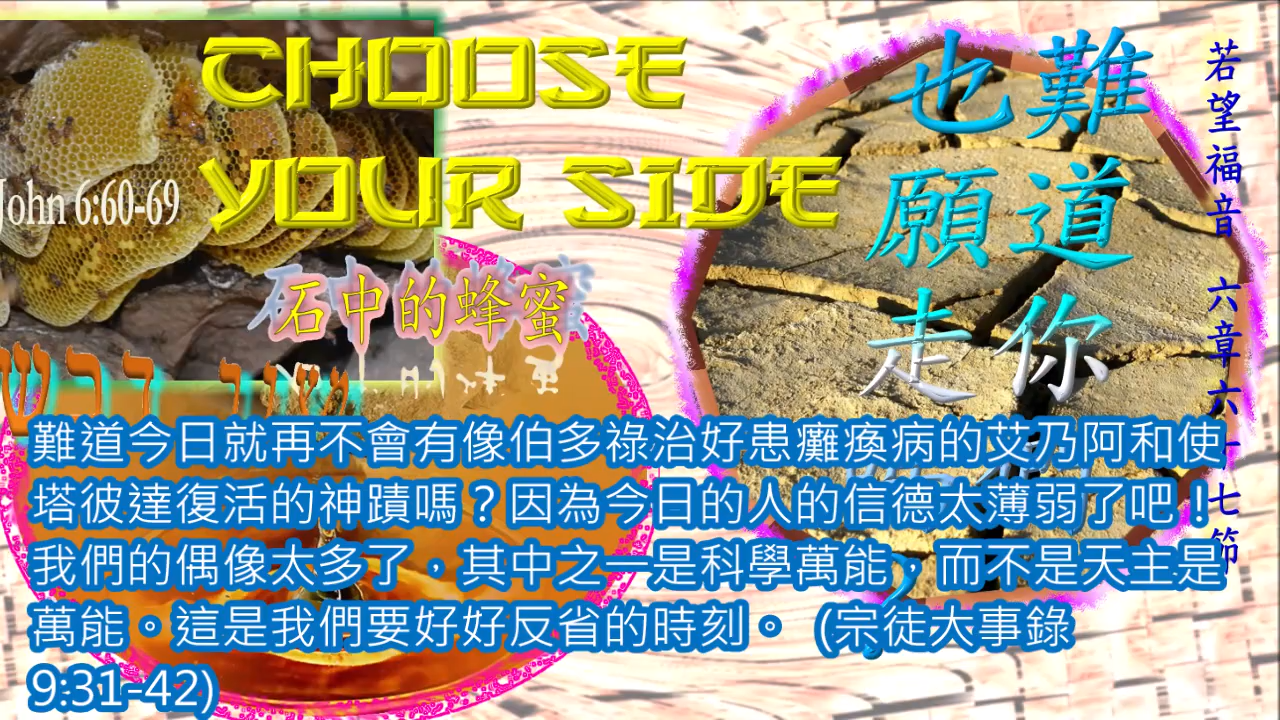 CHOOSE
YOUR SIDE
John 6:60-69
石中的蜂蜜
難道你
也願走
若望福音 六章六十七節
難道今日就再不會有像伯多祿治好患癱瘓病的艾乃阿和使
塔彼達復活的神蹟嗎？因為今日的人的信德太薄弱了吧！
我們的偶像太多了，其中之一是科學萬能，而不是天主是
萬能。這是我們要好好反省的時刻。 (宗徒大事錄
9:31-42)